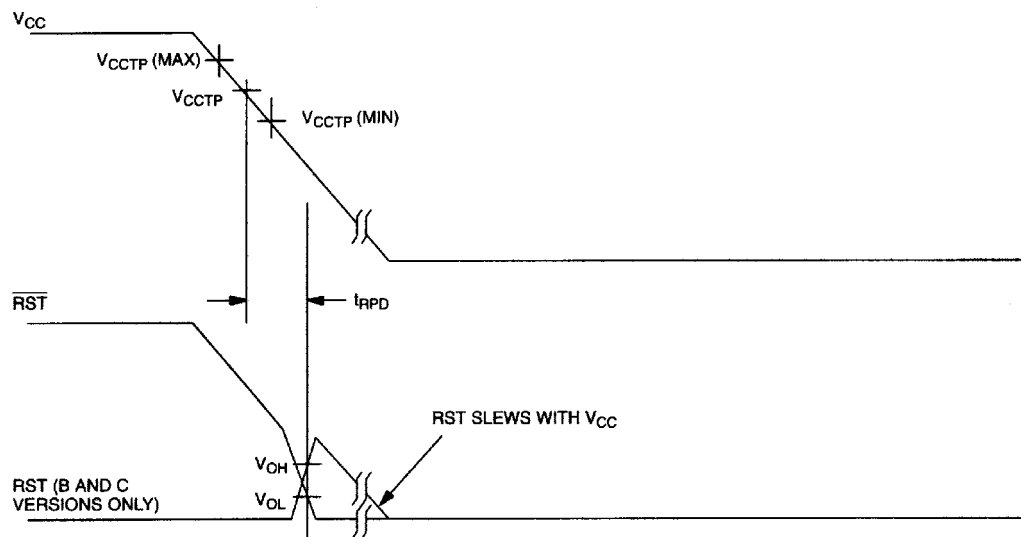 VCC
VCCTP (MAX)
VCCTP
VCCTP (MIN)
RST
tRPD
RST SLEWS WITH VCC
VOH
RST (B AND C
VERSIONS ONLY)
VOL